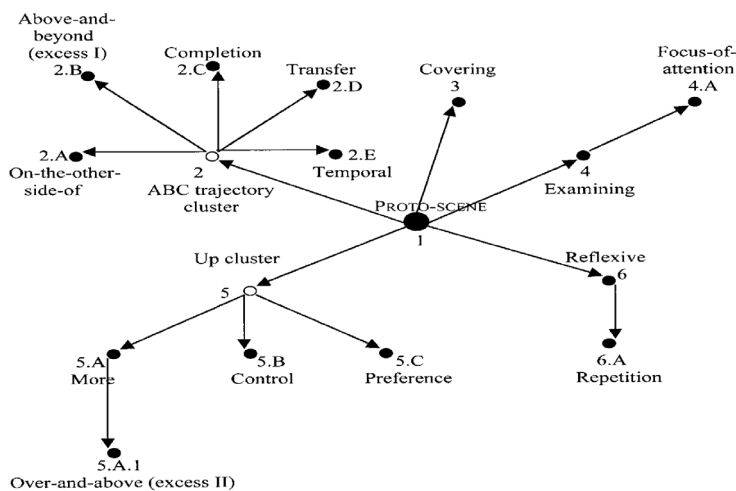 Above-and-
beyond
(excess I)
2.B
Completion
2.C
Transfer
2.D
Covering
3
Focus-of-
attention
4.A
2.A
On-the-other-
side-of
2
ABC trajectory
cluster
2.E
Temporal
4
Examining
PROTO-SCENE
1
Up cluster
5
Reflexive
6
5.A
More
5.B
Control
5.C
Preference
6.A
Repetition
5.A.1
Over-and-above (excess II)